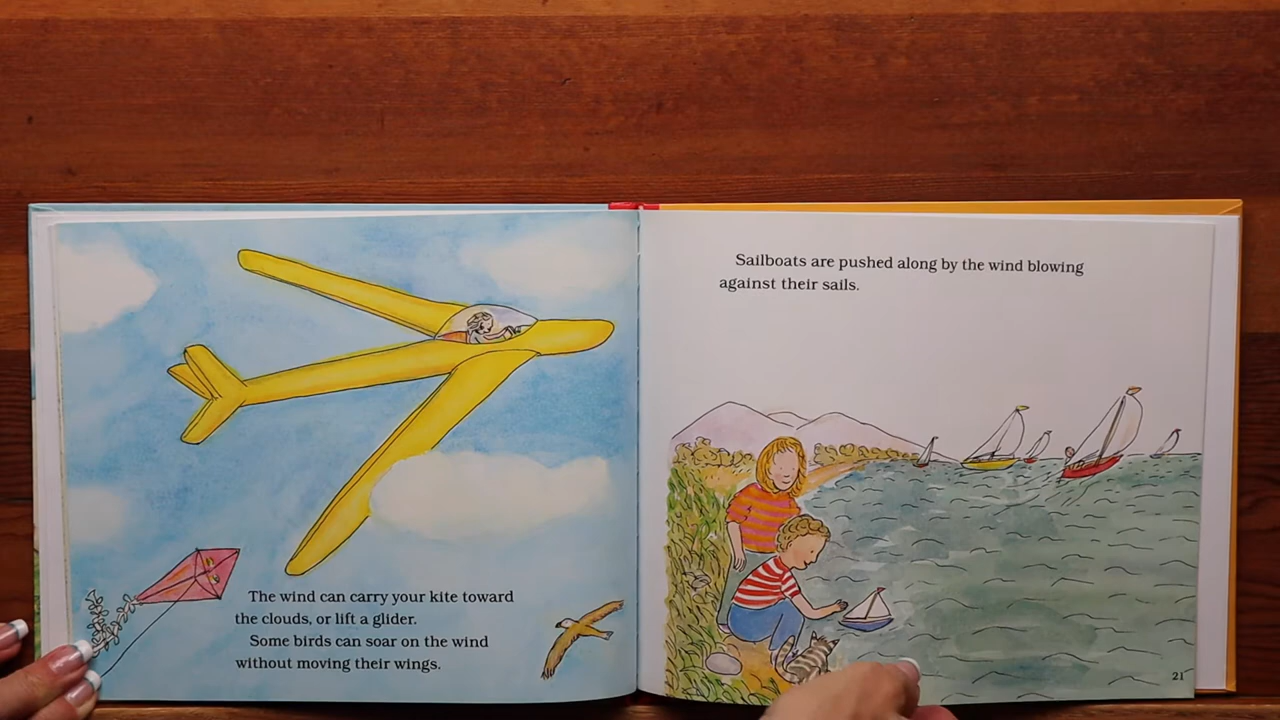 The wind can carry your kite toward
the clouds, or lift a glider.
Some birds can soar on the wind
without moving their wings.
Sailboats are pushed along by the wind blowing
against their sails.
21